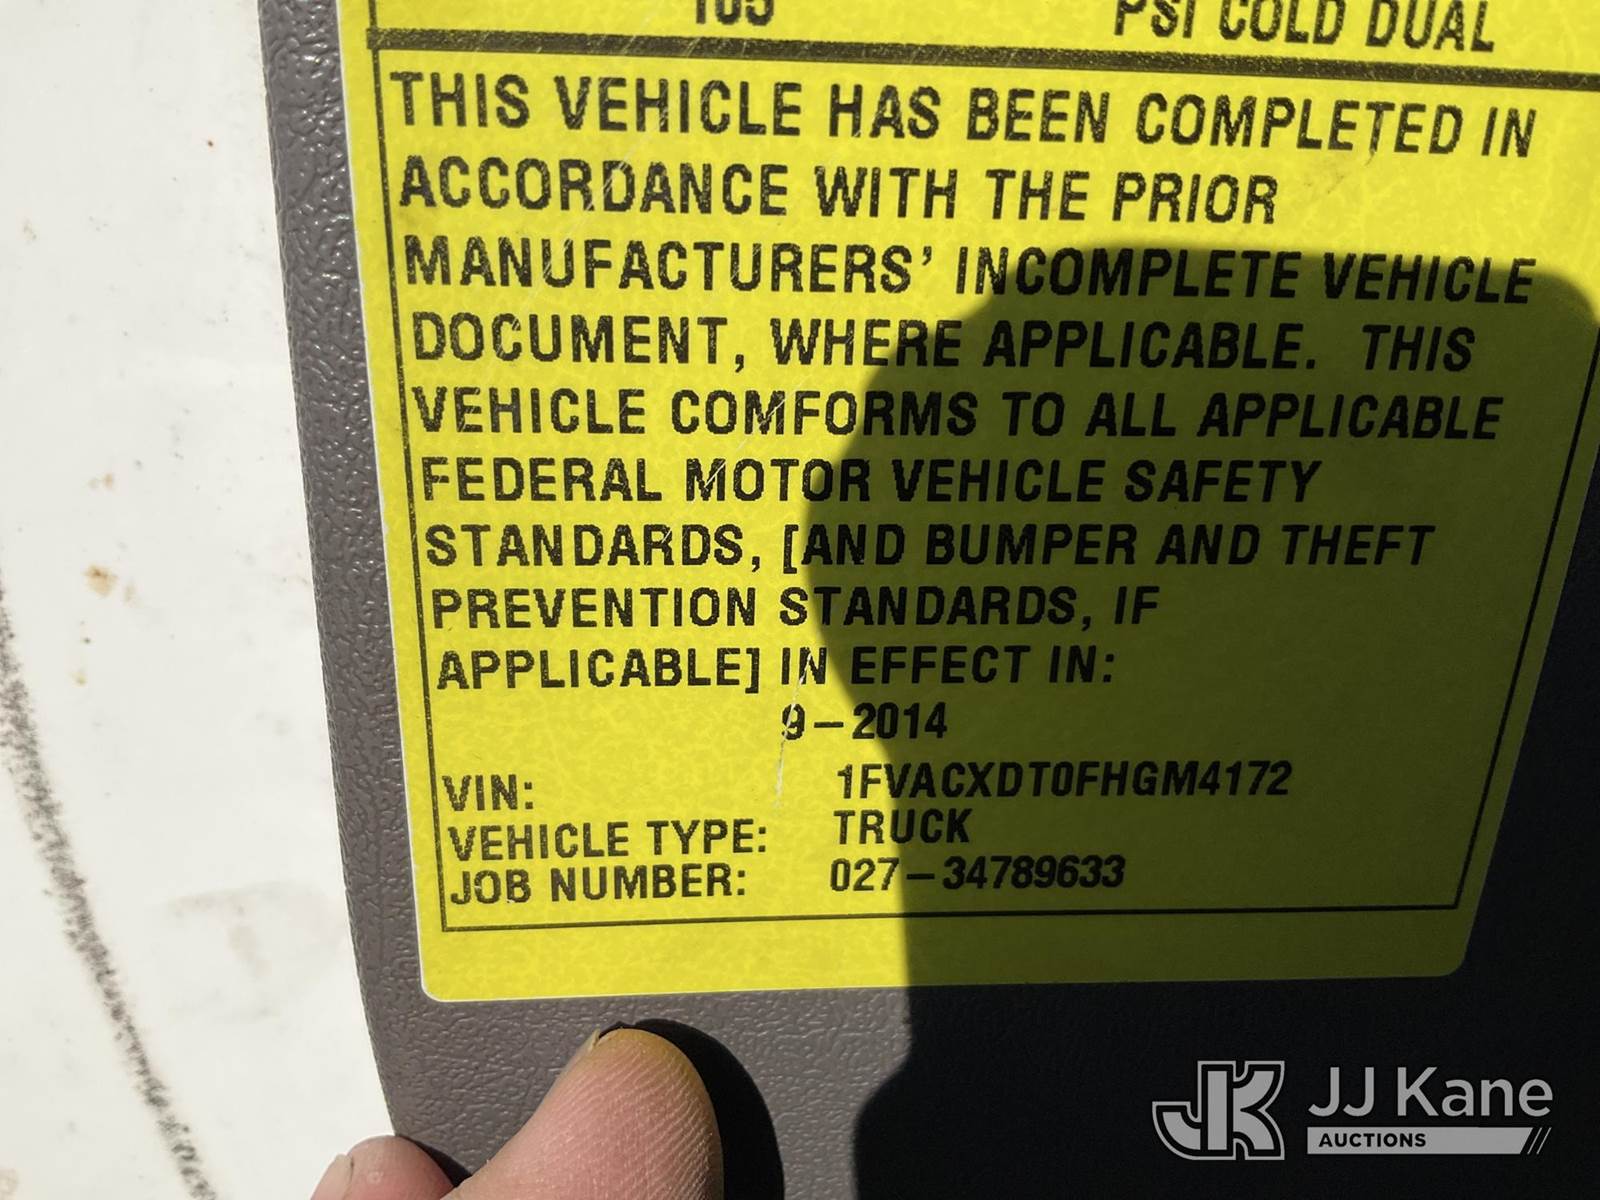 105 PSI COLD DUAL
THIS VEHICLE HAS BEEN COMPLETED IN
ACCORDANCE WITH THE PRIOR
MANUFACTURERS' INCOMPLETE VEHICLE
DOCUMENT, WHERE APPLICABLE. THIS
VEHICLE COMFORMS TO ALL APPLICABLE
FEDERAL MOTOR VEHICLE SAFETY
STANDARDS, [AND BUMPER AND THEFT
PREVENTION STANDARDS, IF
APPLICABLE] IN EFFECT IN:
9-2014
VIN: 1FVACXDT0FHGM4172
VEHICLE TYPE: TRUCK
JOB NUMBER: 027-34789633
JK JJ Kane
AUCTIONS